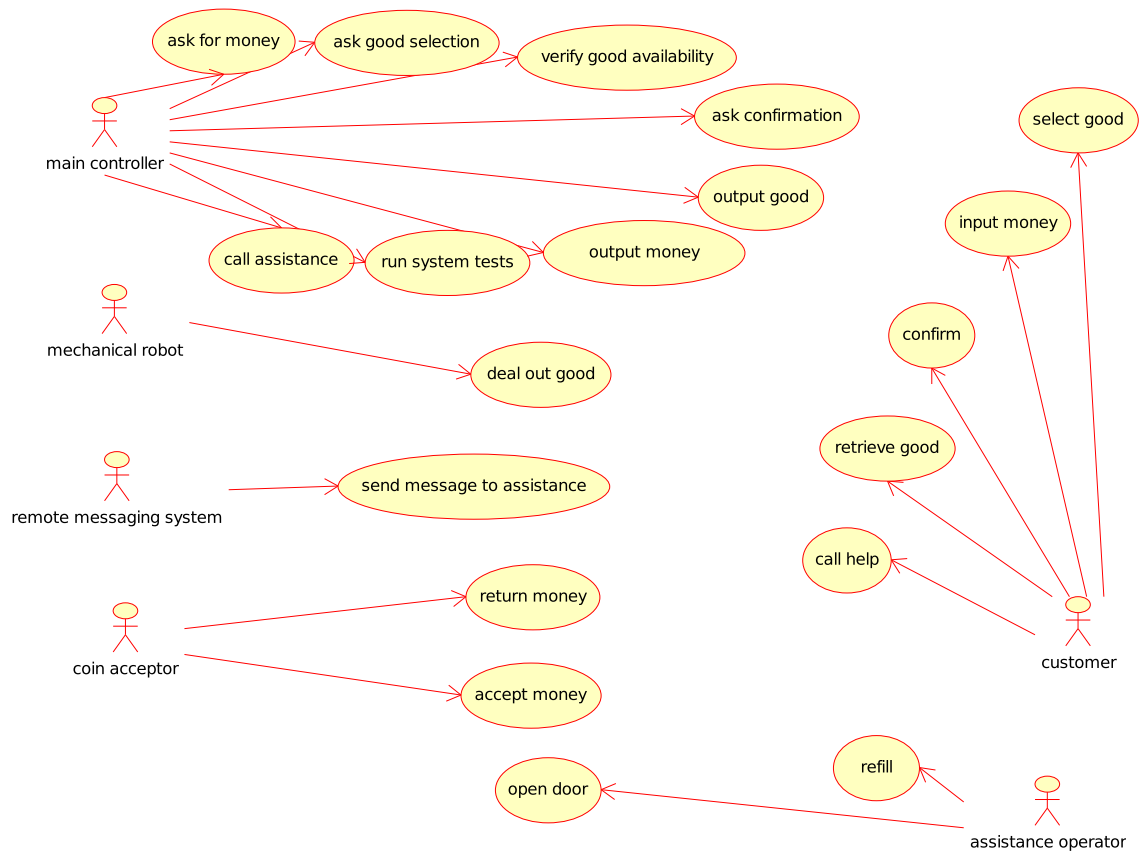 ask for money
ask good selection
verify good availability
ask confirmation
select good
main controller
output good
input money
call assistance
run system tests
output money
mechanical robot
confirm
deal out good
retrieve good
send message to assistance
remote messaging system
call help
return money
coin acceptor
customer
accept money
open door
refill
assistance operator